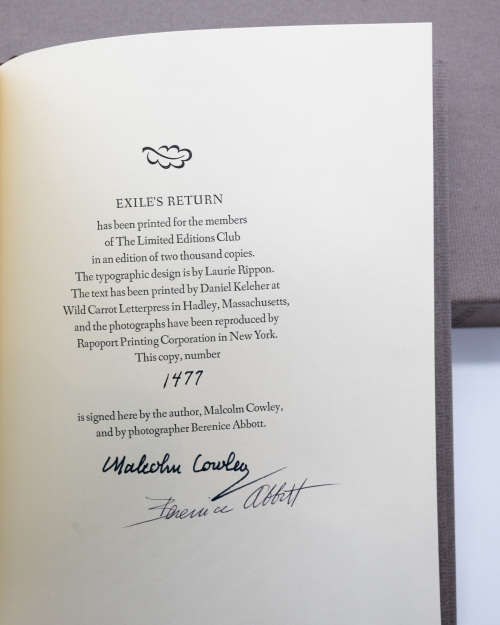 EXILE'S RETURN
has been printed for the members
of The Limited Editions Club
in an edition of two thousand copies.
The typographic design is by Laurie Rippon.
The text has been printed by Daniel Keleher at
Wild Carrot Letterpress in Hadley, Massachusetts,
and the photographs have been reproduced by
Rapoport Printing Corporation in New York.
This copy, number
1477
is signed here by the author, Malcolm Cowley,
and by photographer Berenice Abbott.
Malcolm Cowley
Berenice Abbott